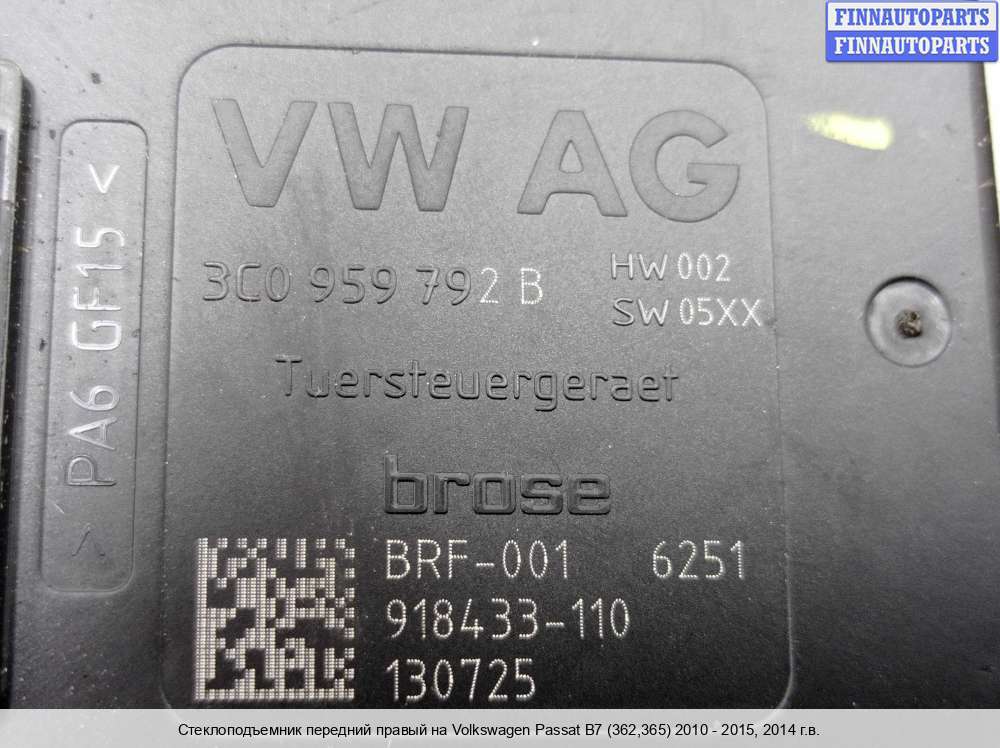 FINNAUTOPARTS
FINNAUTOPARTS
VW AG
3C0 959 792 B
HW 002
SW 05XX
Tuersteuergeraet
brose
BRF-001 6251
918433-110
130725
> PA6 GF15 <
Стеклоподъемник передний правый на Volkswagen Passat B7 (362,365) 2010 - 2015, 2014 г.в.